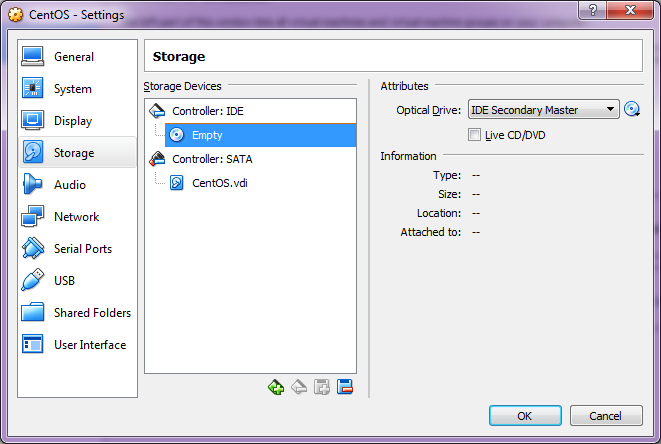 CentOS - Settings
General
System
Display
Storage
Audio
Network
Serial Ports
USB
Shared Folders
User Interface
Storage
Storage Devices
Controller: IDE
Empty
Controller: SATA
CentOS.vdi
Attributes
Optical Drive: IDE Secondary Master
Live CD/DVD
Information
Type: --
Size: --
Location: --
Attached to: --
OK Cancel